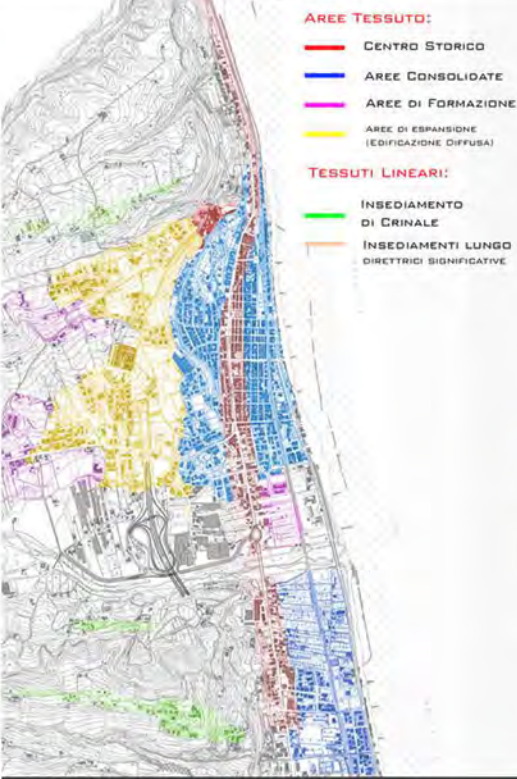 AREE TESSUTO:
CENTRO STORICO
AREE CONSOLIDATE
AREE DI FORMAZIONE
AREE DI ESPANSIONE
(EDIFICAZIONE DIFFUSA)
TESSUTI LINEARI:
INSEDIAMENTO
DI CRINALE
INSEDIAMENTI LUNGO
DIRETTRICI SIGNIFICATIVE